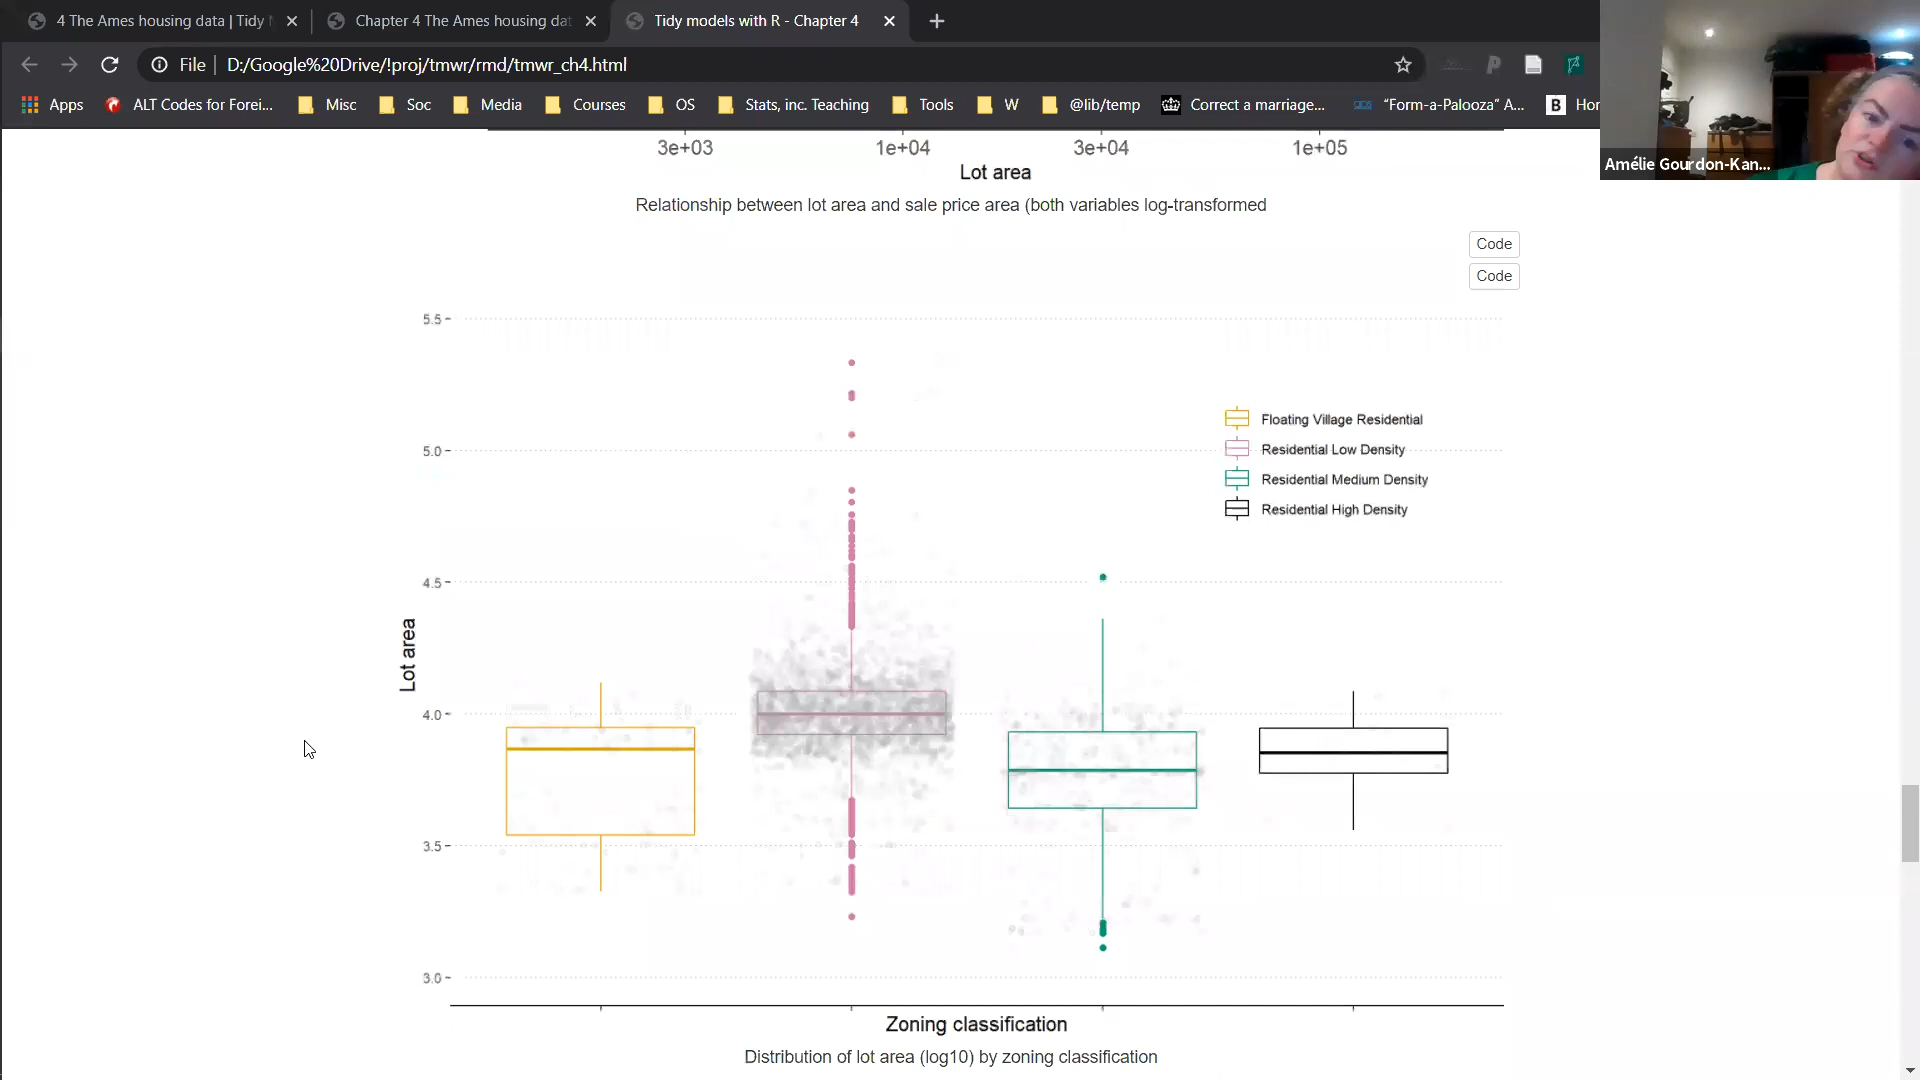 4 The Ames housing data | Tidy
Chapter 4 The Ames housing dat
Tidy models with R - Chapter 4
File
D:/Google%20Drive/!proj/tmwr/rmd/tmwr_ch4.html
Apps
ALT Codes for Forei...
Misc
Soc
Media
Courses
OS
Stats, inc. Teaching
Tools
W
@lib/temp
Correct a marriage...
“Form-a-Palooza” A...
B
Hor
Amélie Gourdon-Kan...
3e+03
1e+04
3e+04
1e+05
Lot area
Relationship between lot area and sale price area (both variables log-transformed
Code
Code
5.5
5.0
4.5
4.0
3.5
3.0
Lot area
Floating Village Residential
Residential Low Density
Residential Medium Density
Residential High Density
Zoning classification
Distribution of lot area (log10) by zoning classification